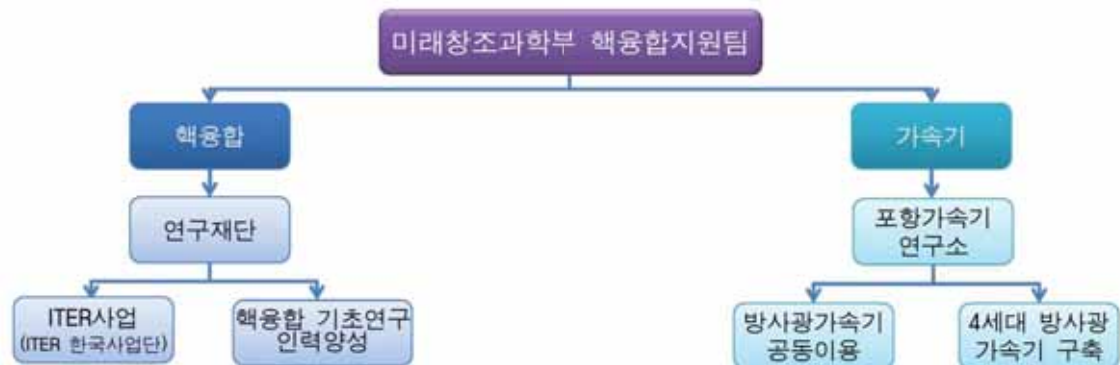 미래창조과학부 핵융합지원팀
핵융합
가속기
연구재단
포항가속기
연구소
ITER사업
(ITER 한국사업단)
핵융합 기초연구
인력양성
방사광가속기
공동이용
4세대 방사광
가속기 구축